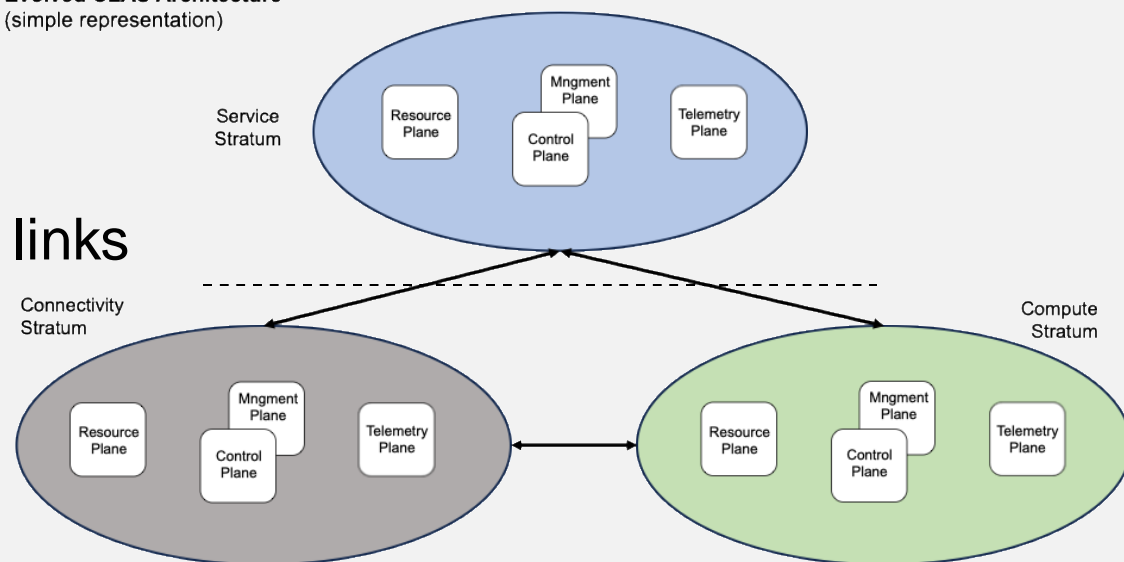 (simple representation)
Service
Stratum
Resource
Plane
Mngment
Plane
Control
Plane
Telemetry
Plane
links
Connectivity
Stratum
Compute
Stratum
Resource
Plane
Mngment
Plane
Control
Plane
Telemetry
Plane
Resource
Plane
Mngment
Plane
Control
Plane
Telemetry
Plane